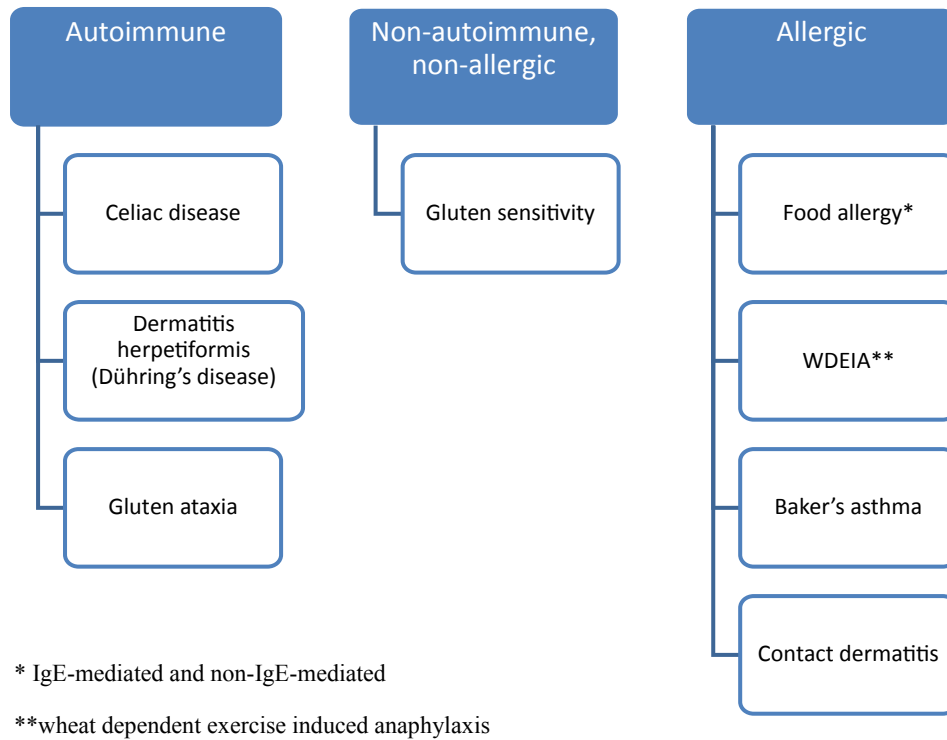 Autoimmune
Celiac disease
Dermatitis
herpetiformis
(Dühring’s disease)
Gluten ataxia
Non-autoimmune,
non-allergic
Gluten sensitivity
Allergic
Food allergy*
WDEIA**
Baker’s asthma
Contact dermatitis
* IgE-mediated and non-IgE-mediated
**wheat dependent exercise induced anaphylaxis